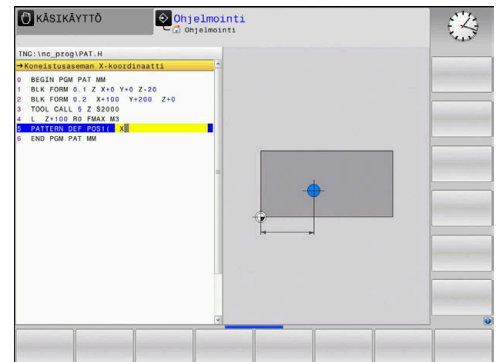 KÄSIKÄYTTÖ
Ohjelmointi
Ohjelmointi
TNC:\nc_prog\PAT.H
→Koneistusaseman X-koordinaatti
0 BEGIN PGM PAT MM
1 BLK FORM 0.1 Z X+0 Y+0 Z-20
2 BLK FORM 0.2 X+100 Y+200 Z+0
3 TOOL CALL 5 Z S2000
4 L Z+100 R0 FMAX M3
5 PATTERN DEF POS1( X
6 END PGM PAT MM